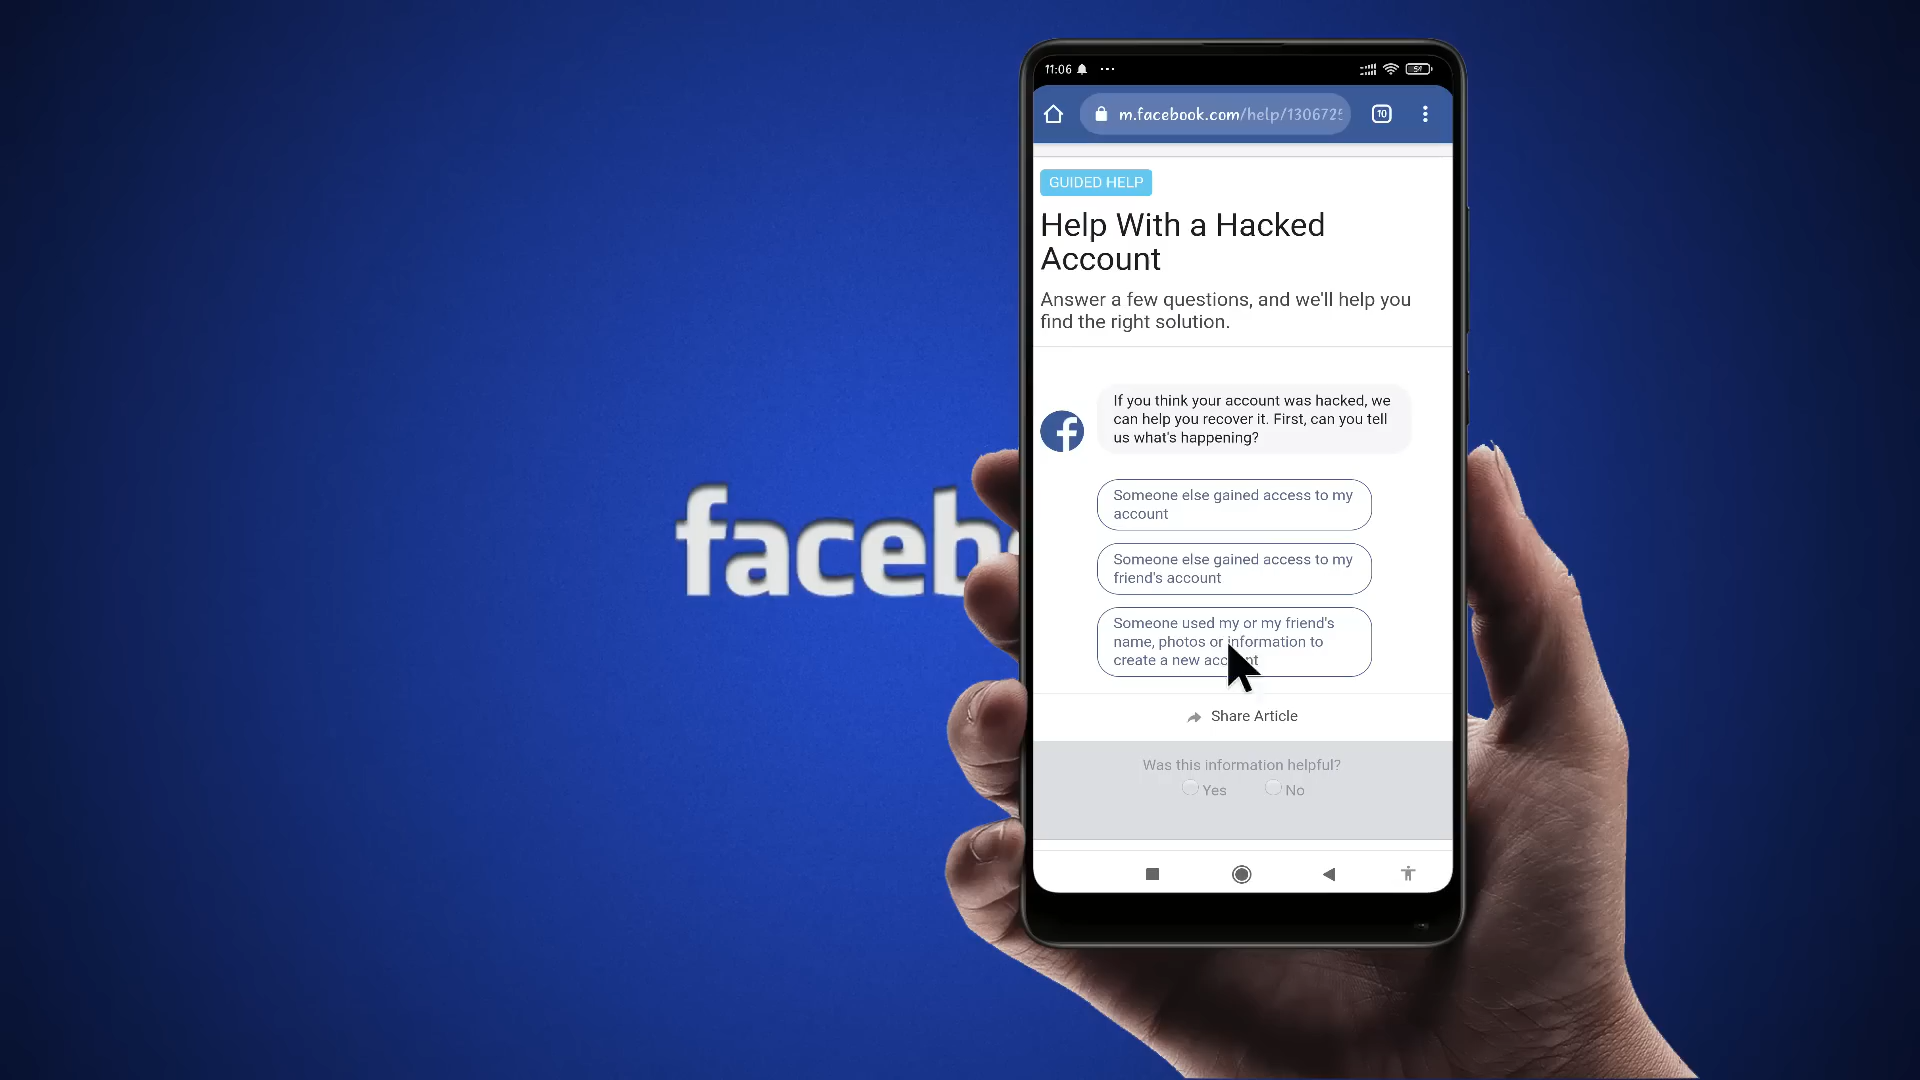 11:06
54
m.facebook.com/help/130672
10
GUIDED HELP
Help With a Hacked
Account
Answer a few questions, and we'll help you
find the right solution.
If you think your account was hacked, we
can help you recover it. First, can you tell
us what's happening?
Someone else gained access to my
account
Someone else gained access to my
friend's account
Someone used my or my friend's
name, photos or information to
create a new
Share Article
Was this information helpful?
Yes
No
faceb